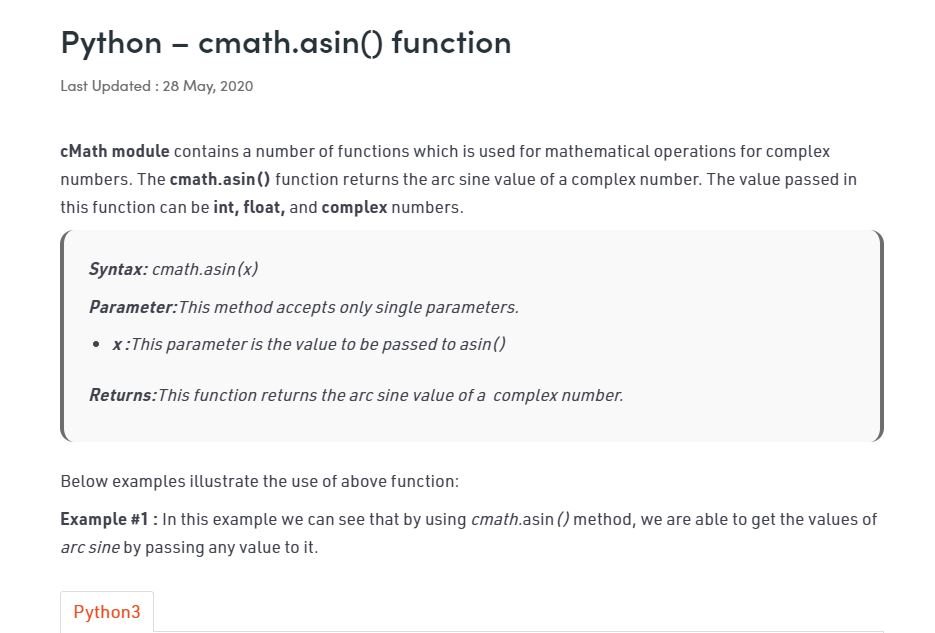 Python – cmath.asin() function
Last Updated : 28 May, 2020
cMath module contains a number of functions which is used for mathematical operations for complex
numbers. The cmath.asin() function returns the arc sine value of a complex number. The value passed in
this function can be int, float, and complex numbers.
Syntax: cmath.asin(x)
Parameter:This method accepts only single parameters.
• x :This parameter is the value to be passed to asin()
Returns:This function returns the arc sine value of a  complex number.
Below examples illustrate the use of above function:
Example #1 : In this example we can see that by using cmath.asin() method, we are able to get the values of
arc sine by passing any value to it.
Python3